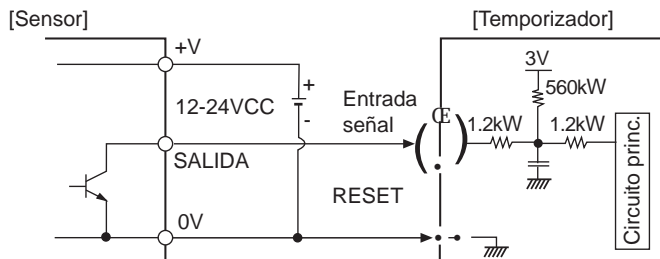 [Sensor]
[Temporizador]
+V
3V
+
560kW
12-24VCC
Entrada
señal
-
Œ
1.2kW
1.2kW
SALIDA
RESET
0V
Circuito princ.